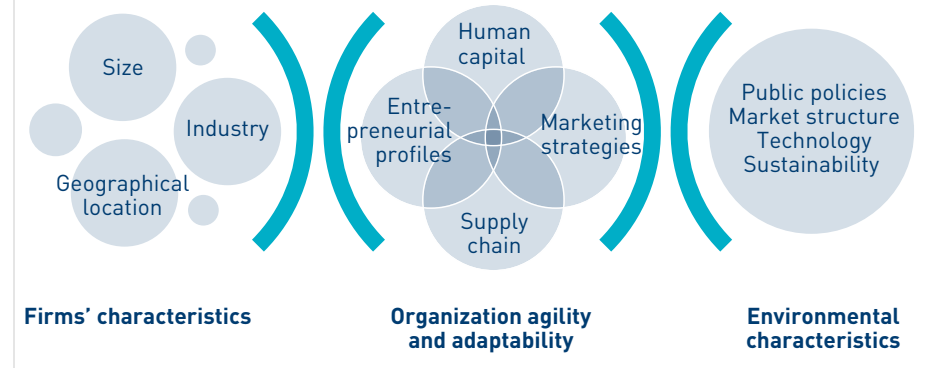 Size
Industry
Geographical
location
Human
capital
Entre-
preneurial
profiles
Marketing
strategies
Supply
chain
Public policies
Market structure
Technology
Sustainability
Firms’ characteristics
Organization agility
and adaptability
Environmental
characteristics